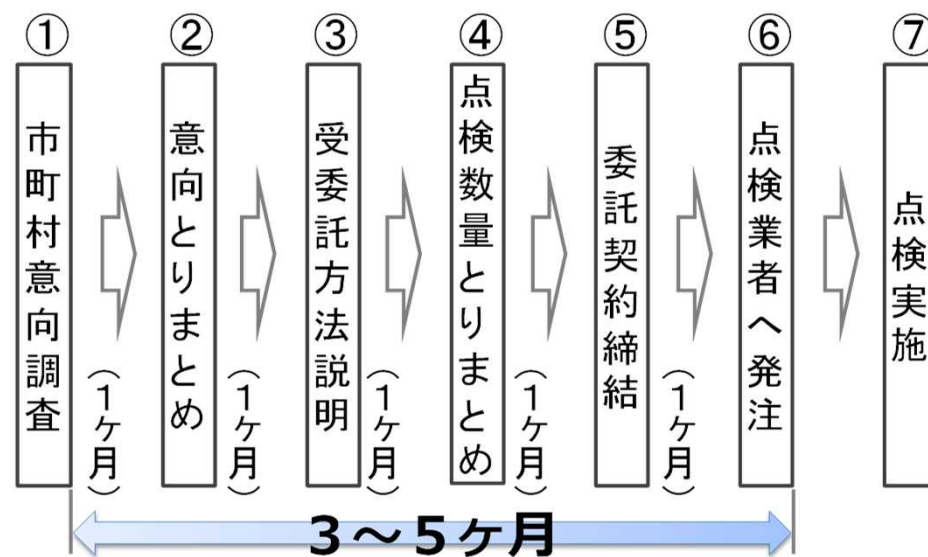 ①
市町村意向調査
(1ヶ月)
②
意向とりまとめ
(1ヶ月)
③
受委託方法説明
(1ヶ月)
④
点検数量とりまとめ
(1ヶ月)
⑤
委託契約締結
(1ヶ月)
⑥
点検業者へ発注
⑦
点検実施
3～5ヶ月